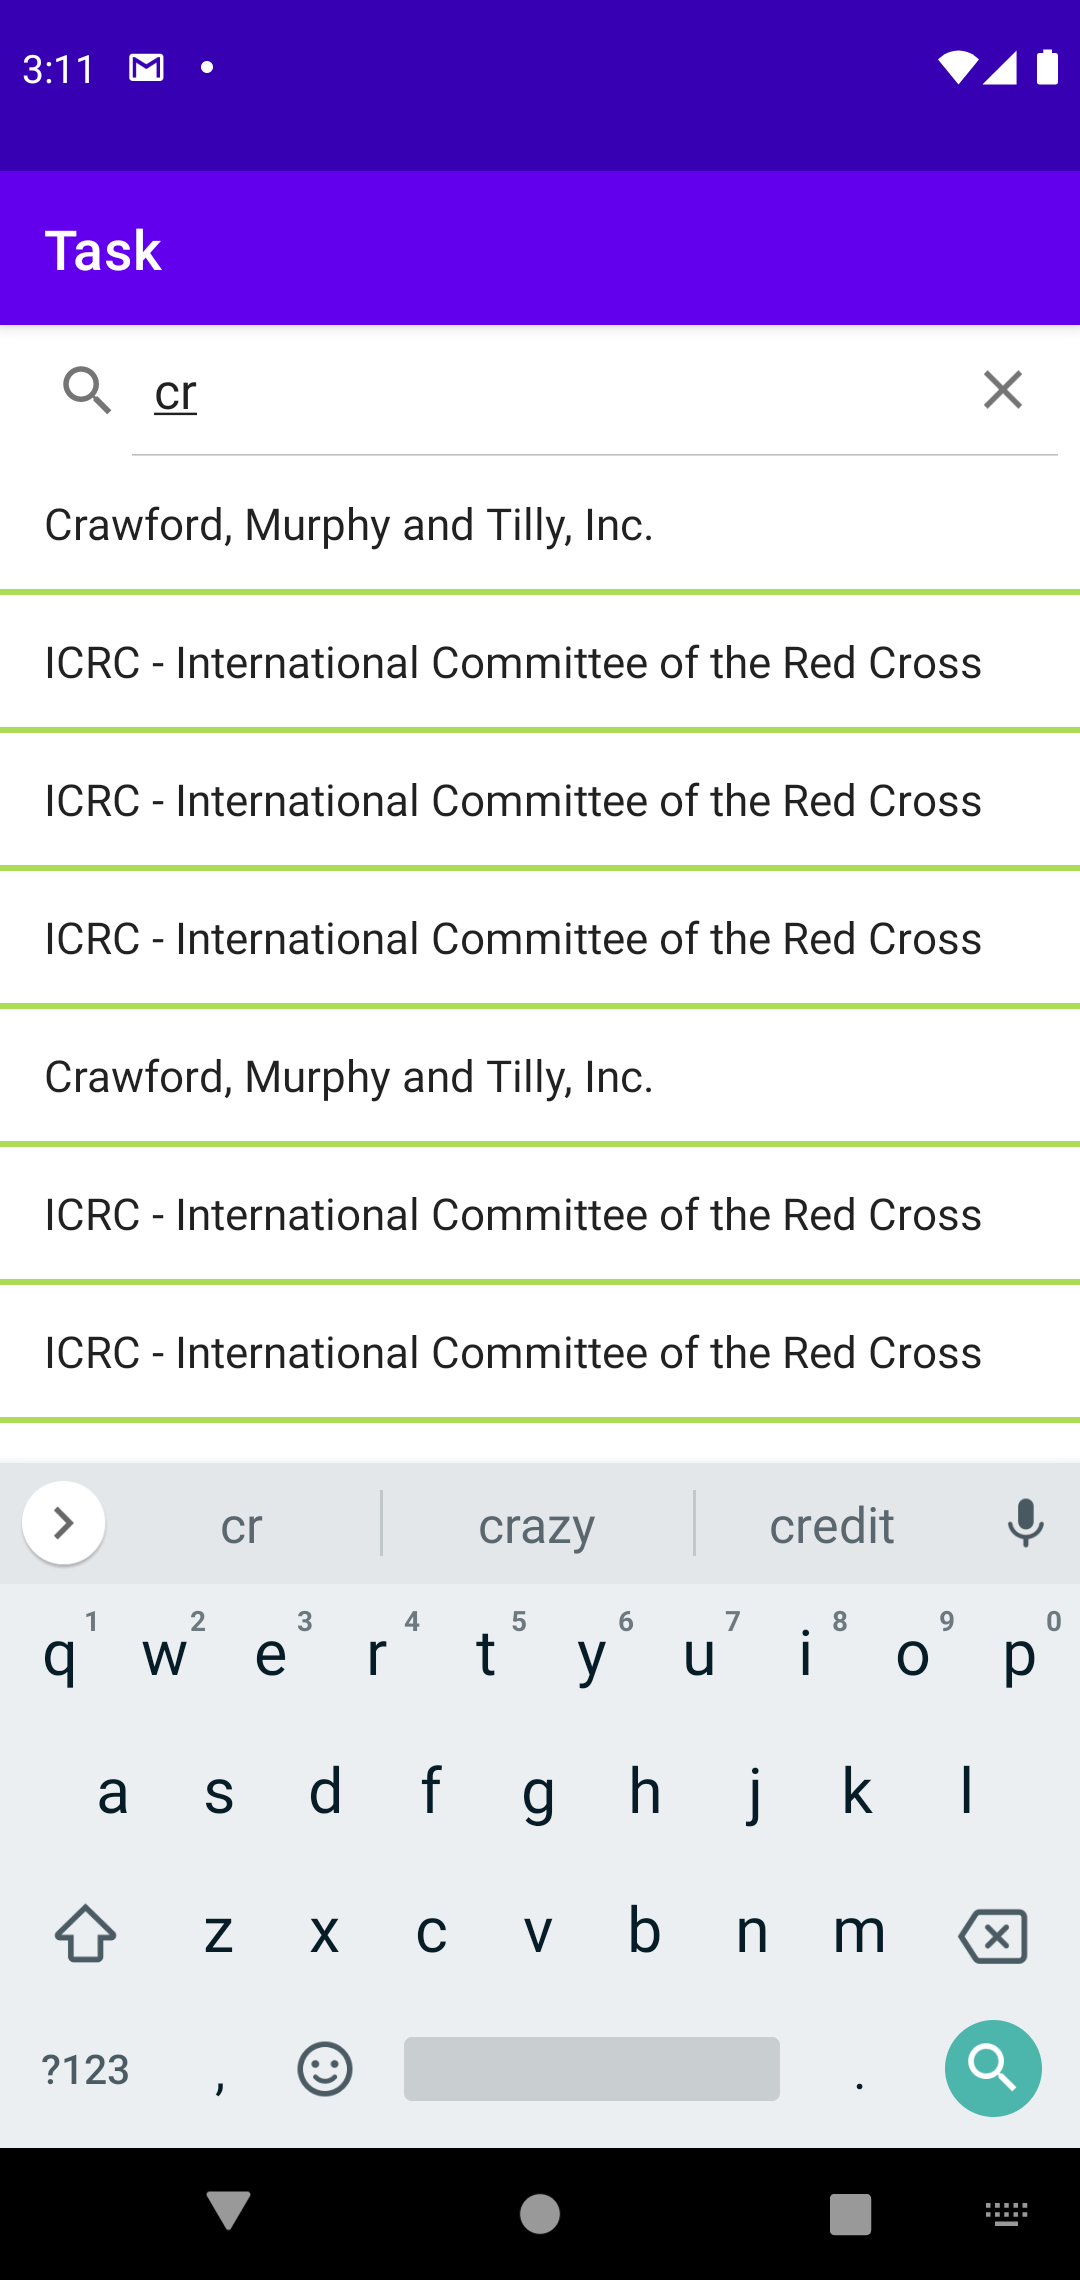 3:11
Task
cr
Crawford, Murphy and Tilly, Inc.
ICRC - International Committee of the Red Cross
ICRC - International Committee of the Red Cross
ICRC - International Committee of the Red Cross
Crawford, Murphy and Tilly, Inc.
ICRC - International Committee of the Red Cross
ICRC - International Committee of the Red Cross
cr crazy credit
1 2 3 4 5 6 7 8 9 0
q w e r t y u i o p
a s d f g h j k l
z x c v b n m
?123 , .